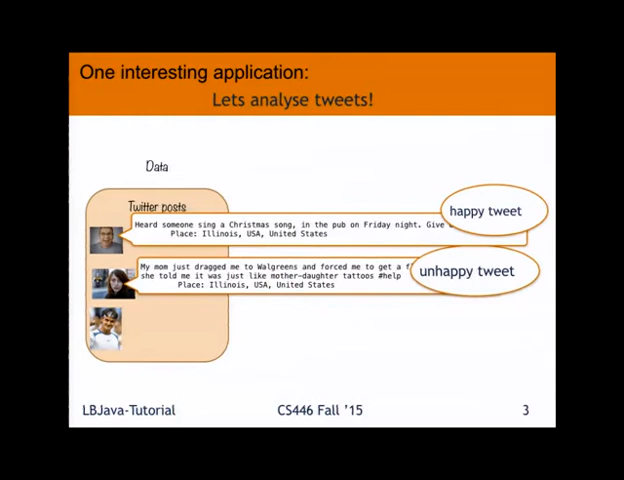 One interesting application:
Lets analyse tweets!
Data
Twitter posts
Heard someone sing a Christmas song, in the pub on Friday night. Give
Place: Illinois, USA, United States
happy tweet
My mom just dragged me to Walgreens and forced me to get a
she told me it was just like mother-daughter tattoos #help
Place: Illinois, USA, United States
unhappy tweet
LBJava-Tutorial
CS446 Fall '15
3